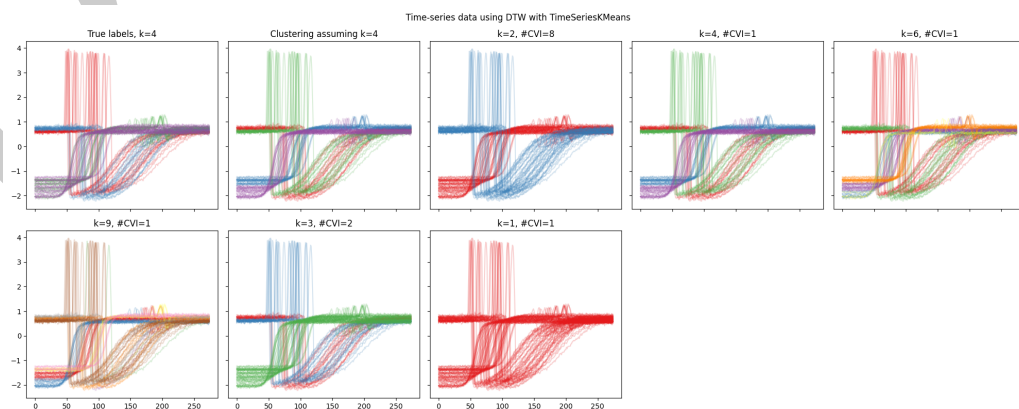 Time-series data using DTW with TimeSeriesKMeans
True labels, k=4
Clustering assuming k=4
k=2, #CVI=8
k=4, #CVI=1
k=6, #CVI=1
4
3
2
1
0
−1
−2
k=9, #CVI=1
k=3, #CVI=2
k=1, #CVI=1
4
3
2
1
0
−1
−2
0 50 100 150 200 250
0 50 100 150 200 250
0 50 100 150 200 250